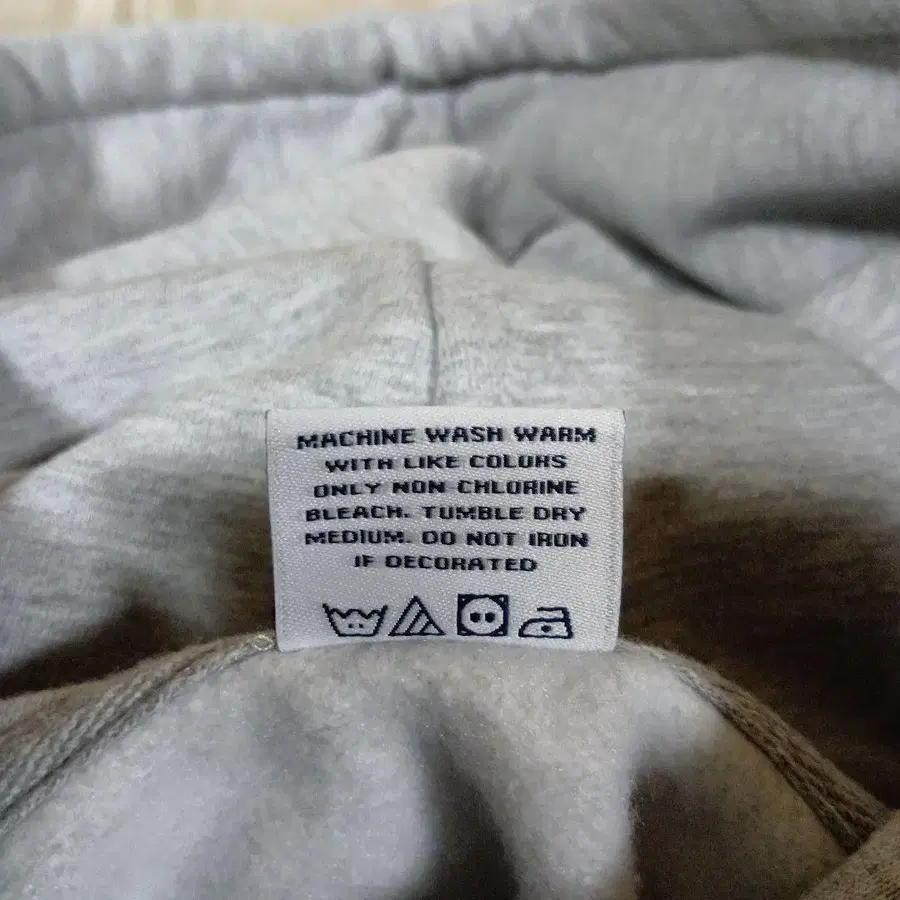 MACHINE WASH WARM
WITH LIKE COLORS
ONLY NON-CHLORINE
BLEACH. TUMBLE DRY
MEDIUM. DO NOT IRON
IF DECORATED